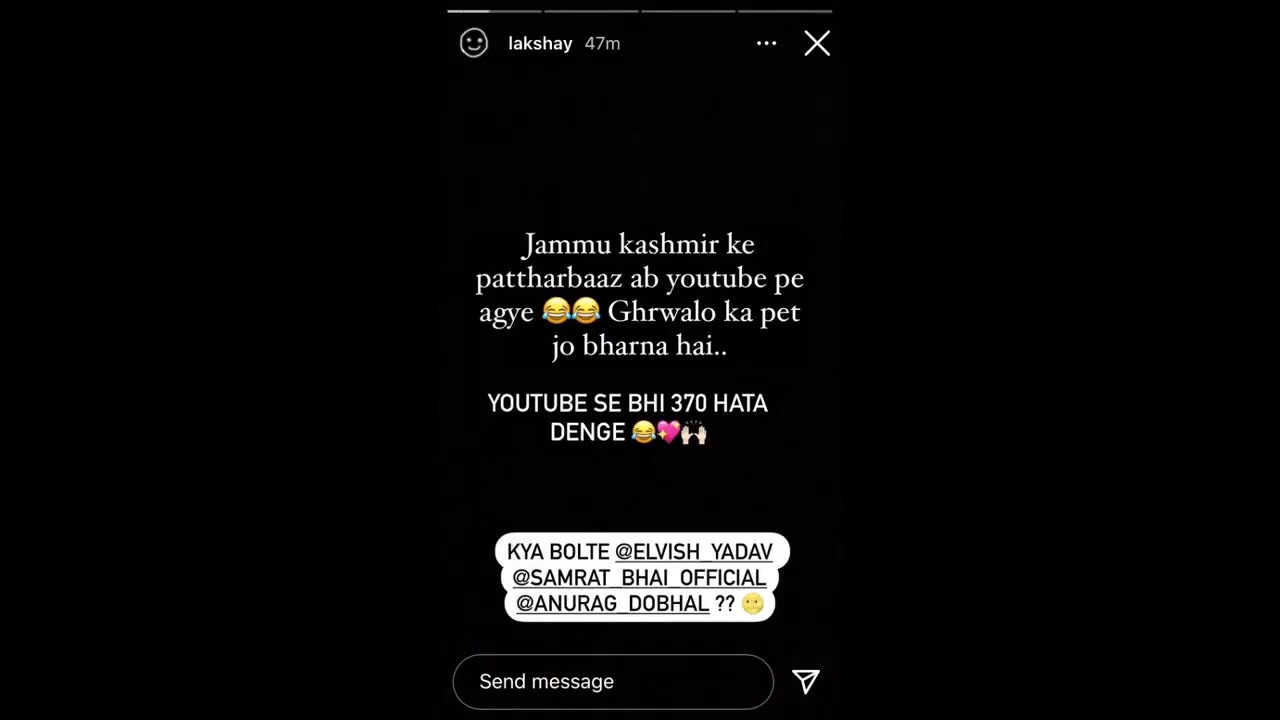 lakshay 47m
Jammu kashmir ke
pattharbaaz ab youtube pe
agye 😂😂 Ghrwalo ka pet
jo bharna hai..
YOUTUBE SE BHI 370 HATA
DENGE 😂💖🙌🏻
KYA BOLTE @ELVISH_YADAV
@SAMRAT_BHAI_OFFICIAL
@ANURAG_DOBHAL ?? 🌝
Send message